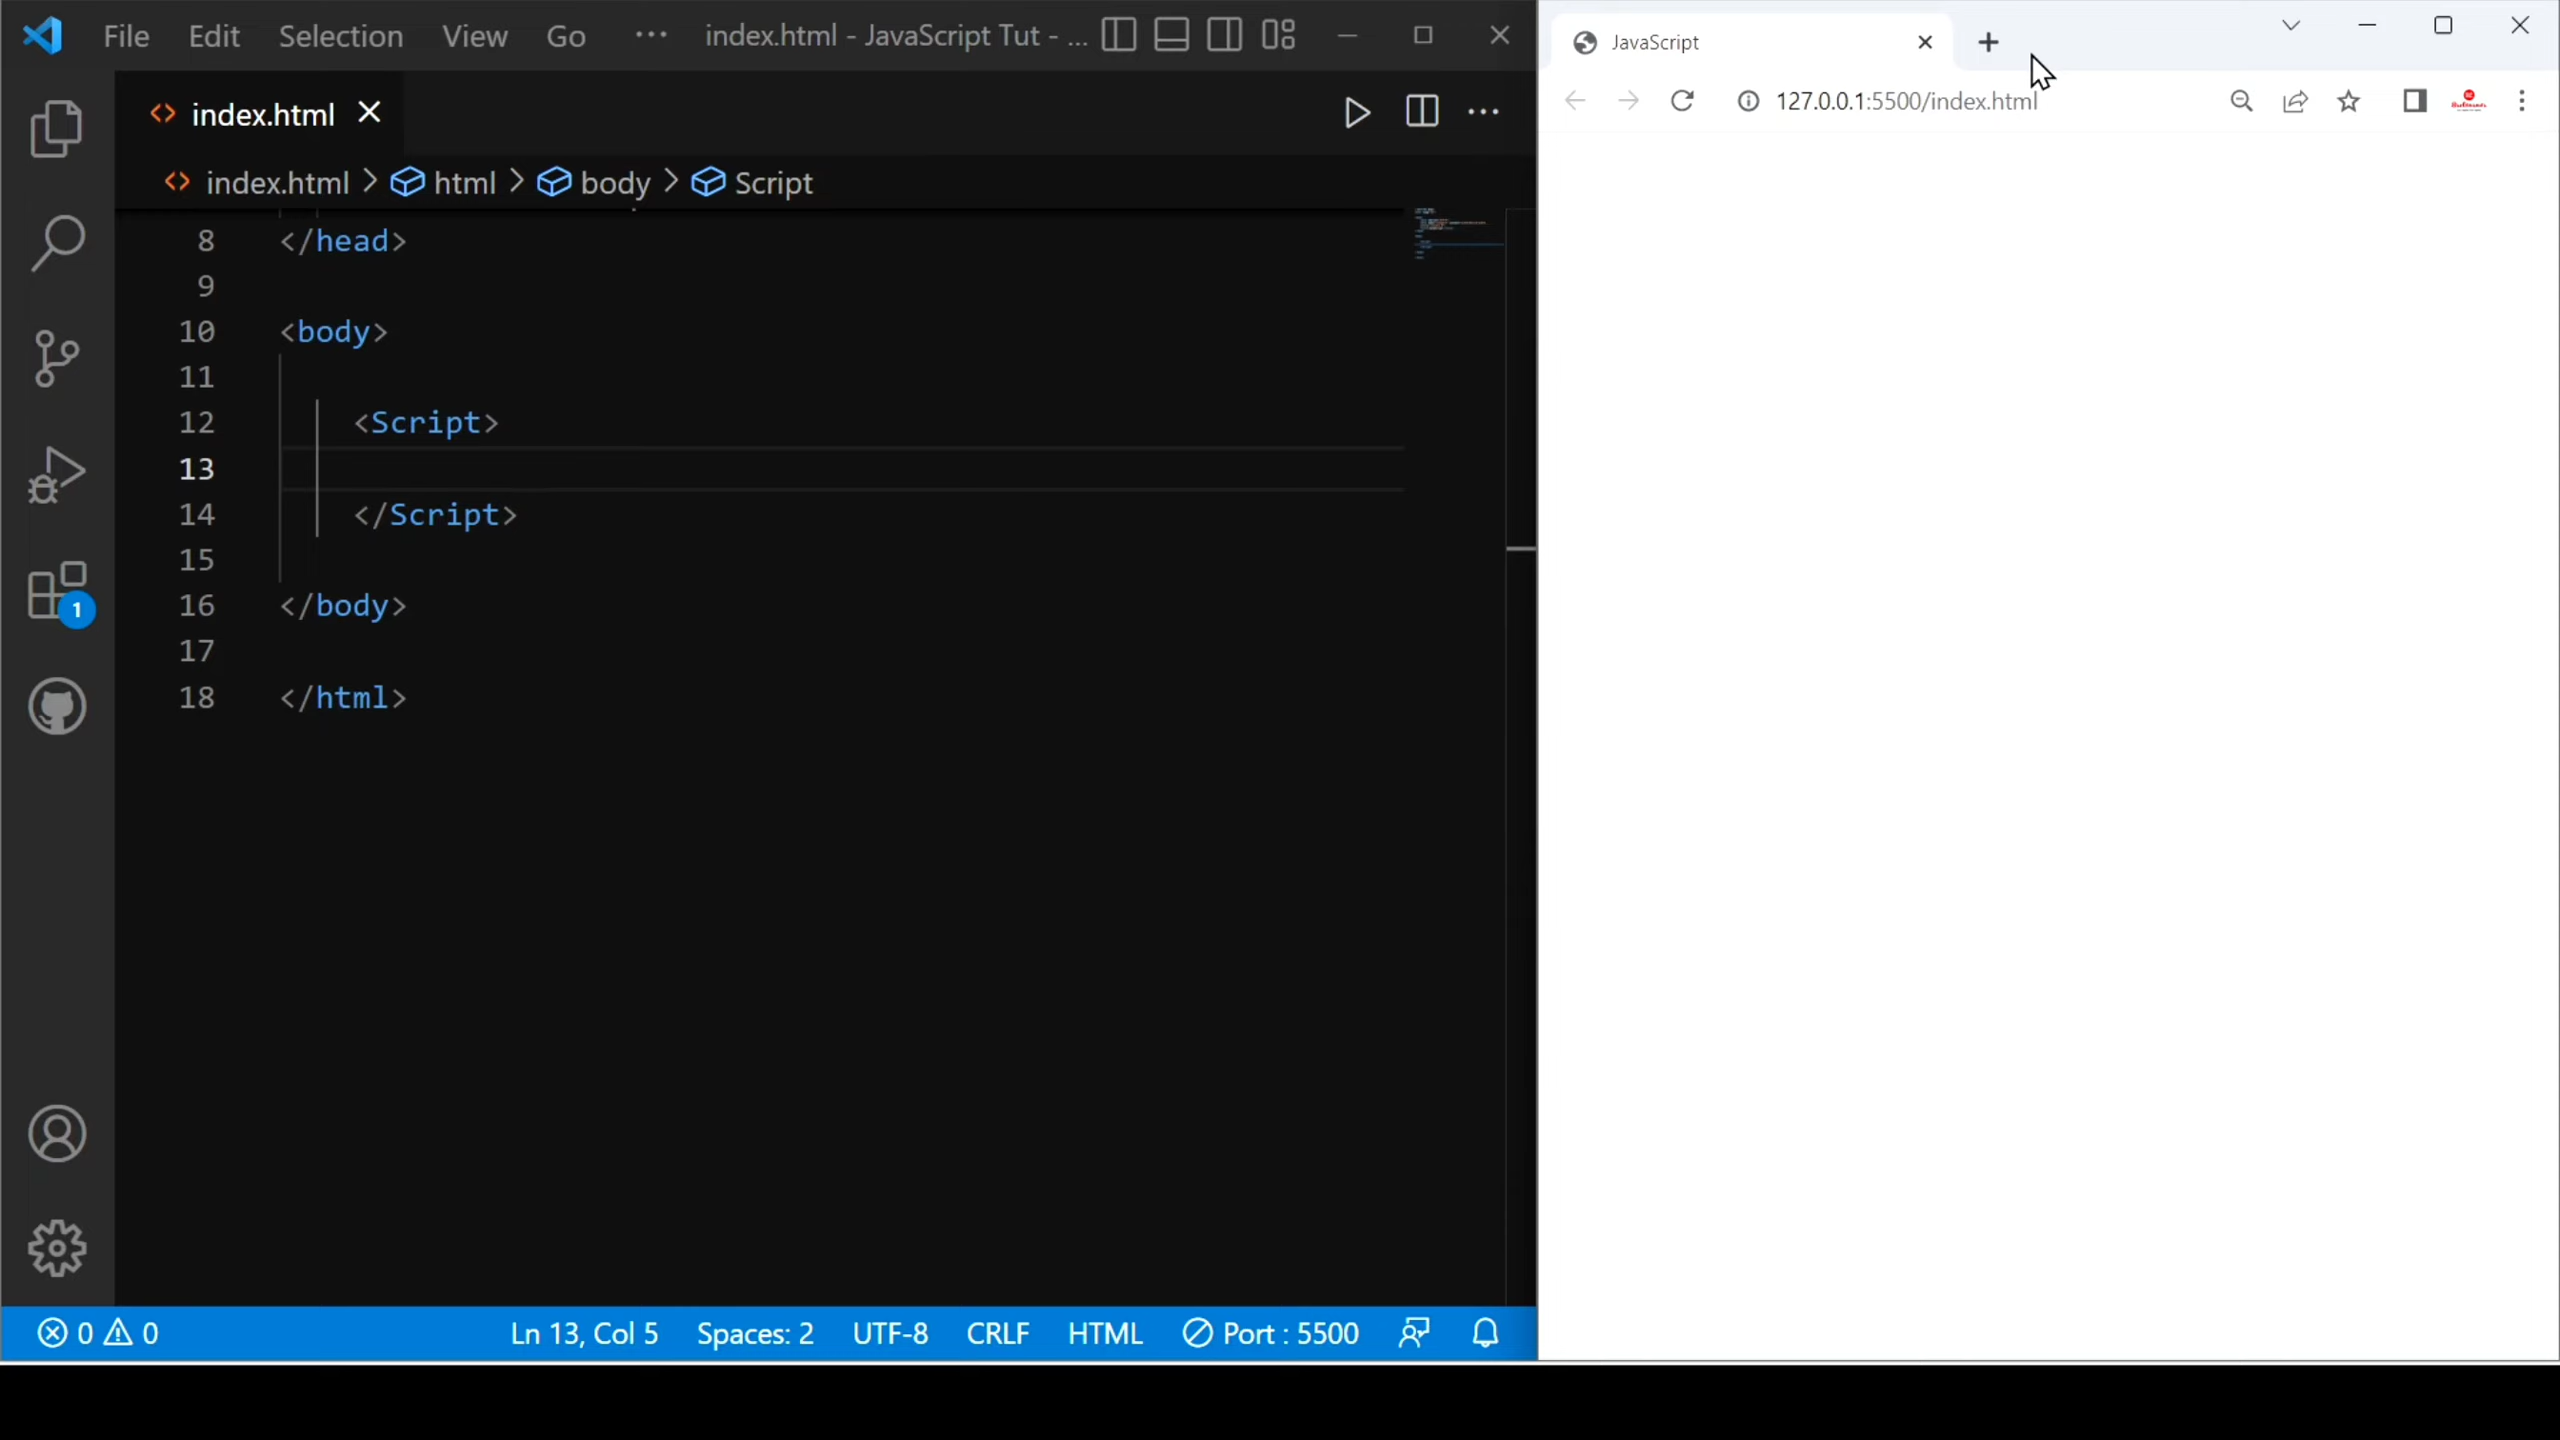 File Edit Selection View Go ··· index.html - JavaScript Tut - ...
index.html
index.html > html > body > Script
8 </head>
9
10 <body>
11
12 <Script>
13
14 </Script>
15
16 </body>
17
18 </html>
1
0 0 Ln 13, Col 5 Spaces: 2 UTF-8 CRLF HTML Port : 5500
JavaScript
127.0.0.1:5500/index.html